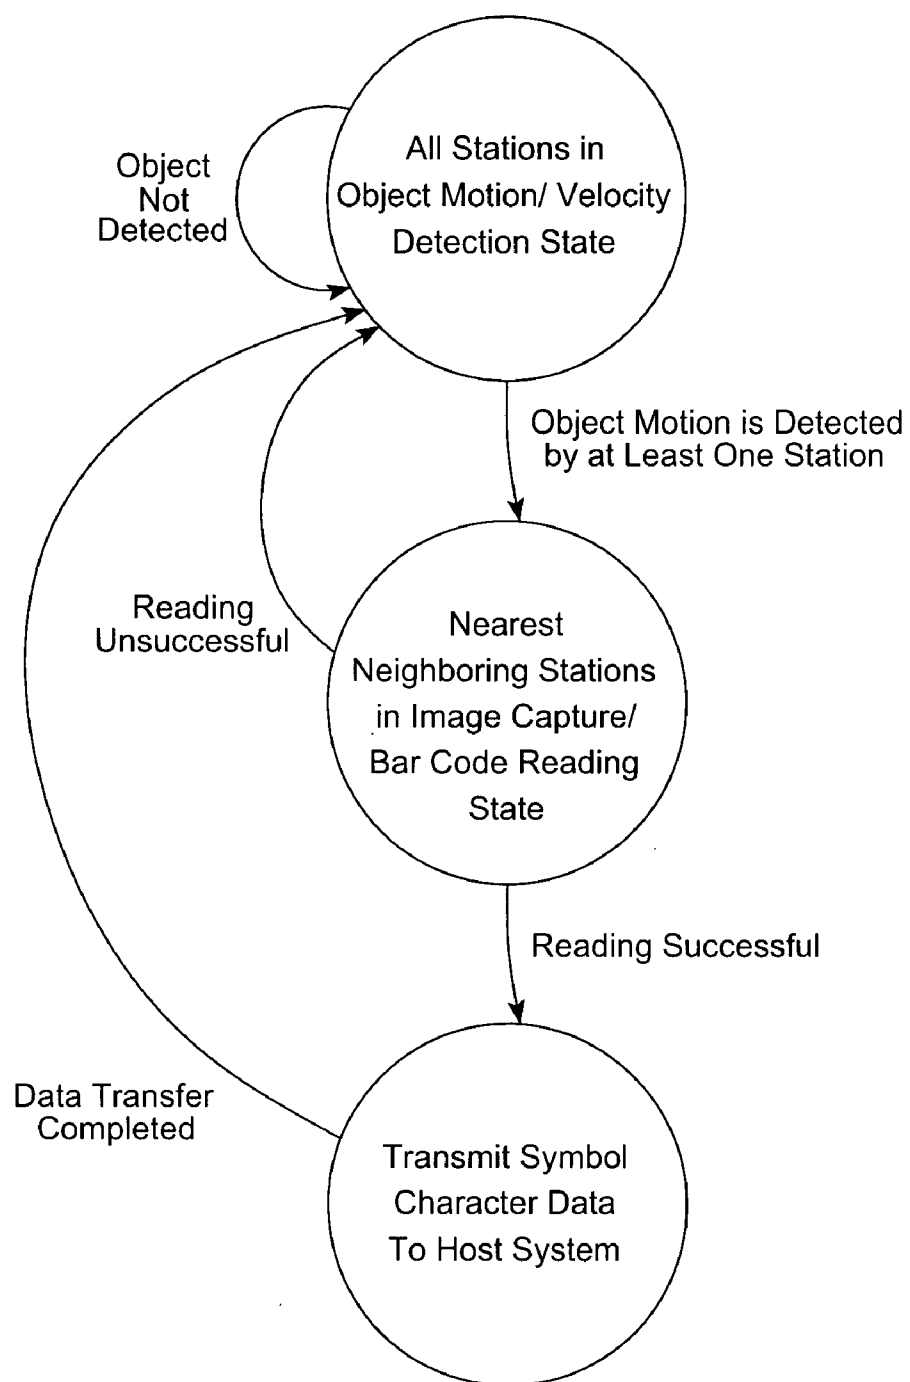 All Stations in
Object Motion/ Velocity
Detection State
Object
Not
Detected
Object Motion is Detected
by at Least One Station
Reading
Unsuccessful
Nearest
Neighboring Stations
in Image Capture/
Bar Code Reading
State
Reading Successful
Data Transfer
Completed
Transmit Symbol
Character Data
To Host System